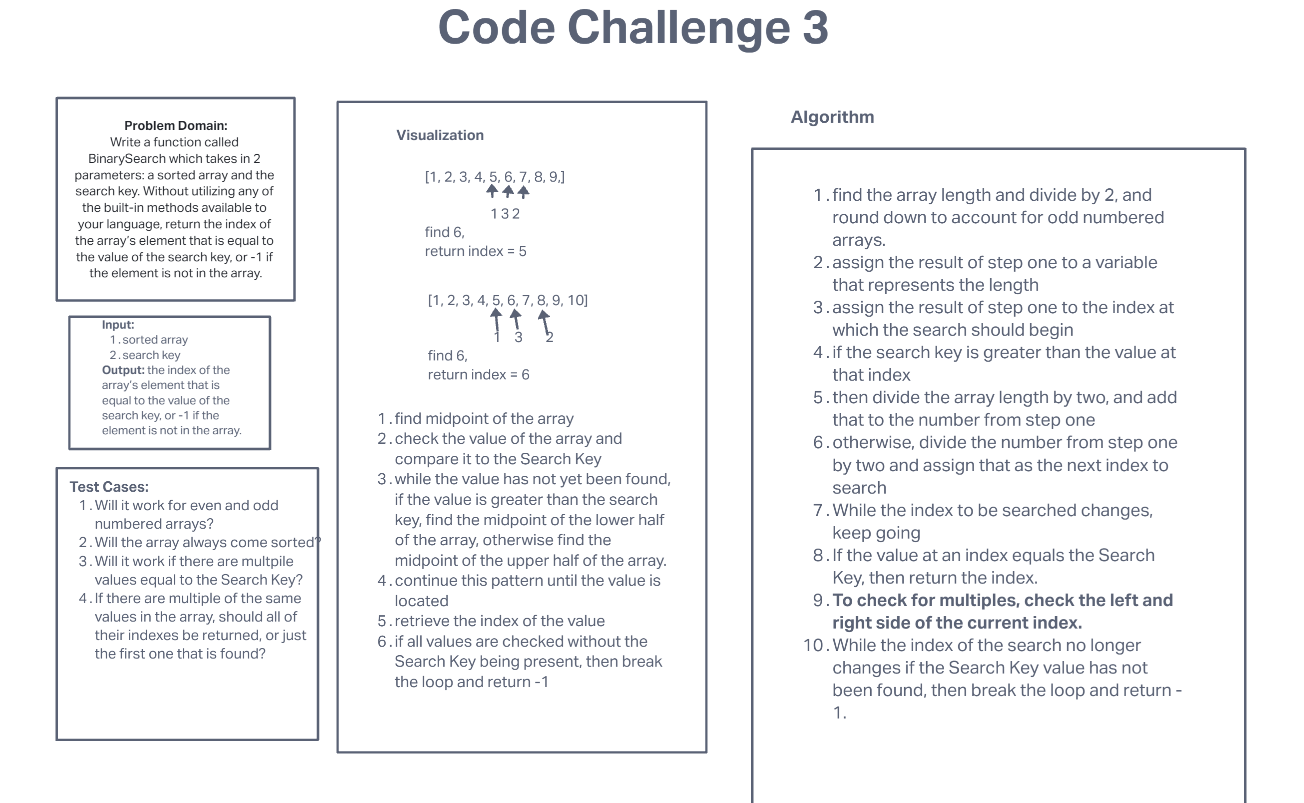 Code Challenge 3
Problem Domain:
Write a function called
BinarySearch which takes in 2
parameters: a sorted array and the
search key. Without utilizing any of
the built-in methods available to
your language, return the index of
the array's element that is equal to
the value of the search key, or -1 if
the element is not in the array.
Input:
1. sorted array
2. search key
Output: the index of the
array's element that is
equal to the value of the
search key, or -1 if the
element is not in the array.
Test Cases:
1. Will it work for even and odd
numbered arrays?
2. Will the array always come sorted?
3. Will it work if there are multpile
values equal to the Search Key?
4. If there are multiple of the same
values in the array, should all of
their indexes be returned, or just
the first one that is found?
Visualization
[1, 2, 3, 4, 5, 6, 7, 8, 9,]
1 3 2
find 6,
return index = 5
[1, 2, 3, 4, 5, 6, 7, 8, 9, 10]
1 3 2
find 6,
return index = 6
1. find midpoint of the array
2. check the value of the array and
compare it to the Search Key
3. while the value has not yet been found,
if the value is greater than the search
key, find the midpoint of the lower half
of the array, otherwise find the
midpoint of the upper half of the array.
4. continue this pattern until the value is
located
5. retrieve the index of the value
6. if all values are checked without the
Search Key being present, then break
the loop and return -1
Algorithm
1. find the array length and divide by 2, and
round down to account for odd numbered
arrays.
2. assign the result of step one to a variable
that represents the length
3. assign the result of step one to the index at
which the search should begin
4. if the search key is greater than the value at
that index
5. then divide the array length by two, and add
that to the number from step one
6. otherwise, divide the number from step one
by two and assign that as the next index to
search
7. While the index to be searched changes,
keep going
8. If the value at an index equals the Search
Key, then return the index.
9. To check for multiples, check the left and
right side of the current index.
10. While the index of the search no longer
changes if the Search Key value has not
been found, then break the loop and return -
1.